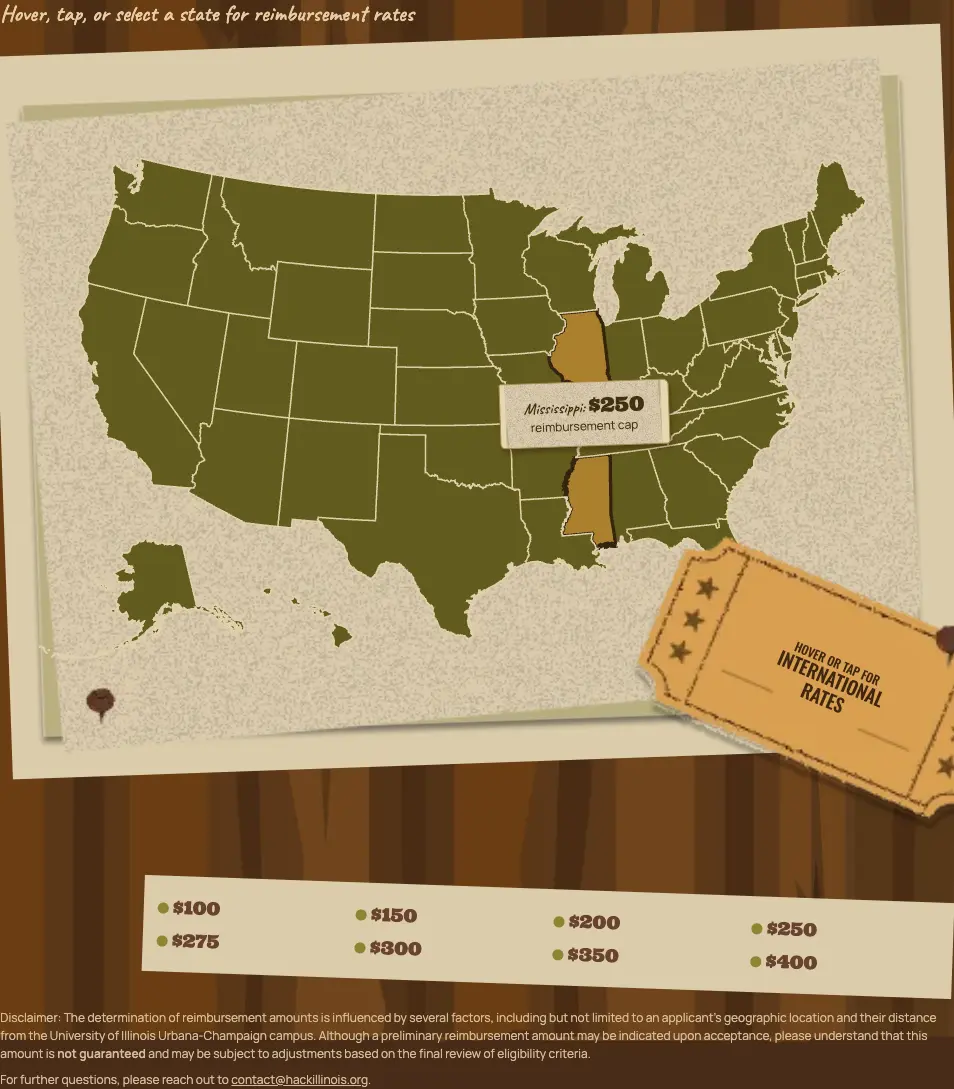 Hover, tap, or select a state for reimbursement rates
Mississippi: $250
reimbursement cap
HOVER OR TAP FOR
INTERNATIONAL
RATES
$100
$150
$200
$250
$275
$300
$350
$400
Disclaimer: The determination of reimbursement amounts is influenced by several factors, including but not limited to an applicant's geographic location and their distance
from the University of Illinois Urbana-Champaign campus. Although a preliminary reimbursement amount may be indicated upon acceptance, please understand that this
amount is not guaranteed and may be subject to adjustments based on the final review of eligibility criteria.
For further questions, please reach out to contact@hackillinois.org.